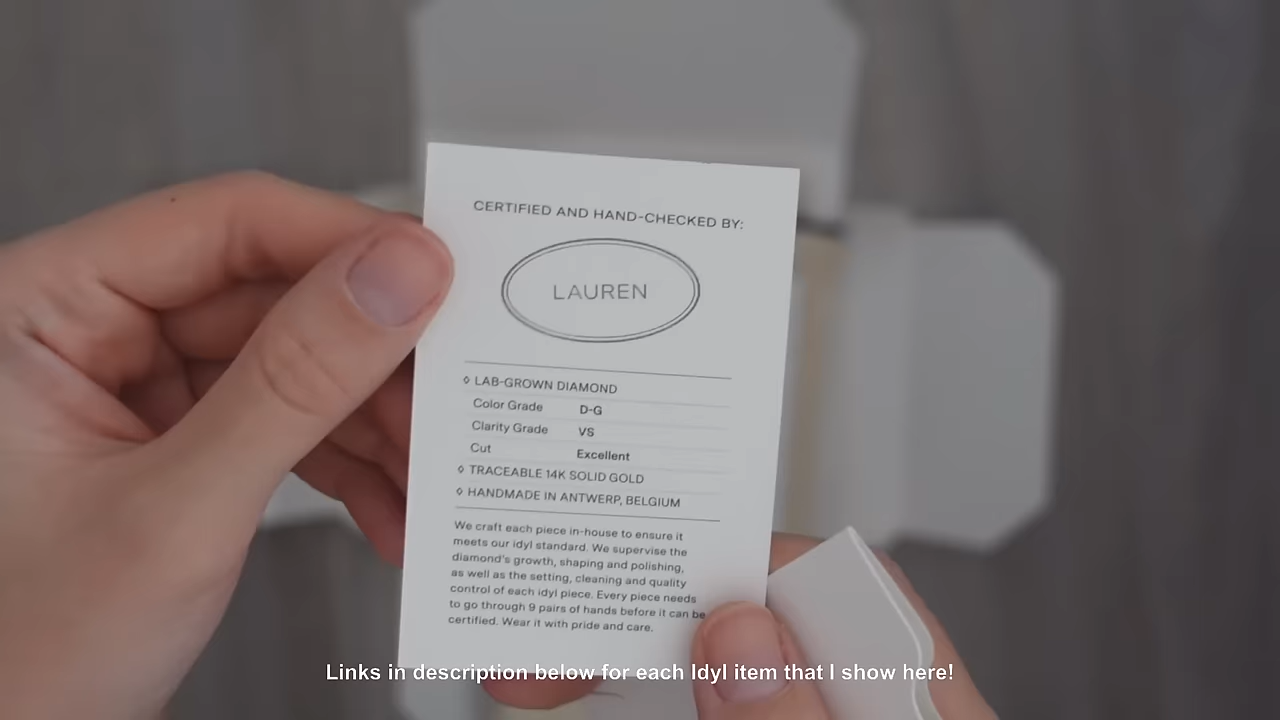 CERTIFIED AND HAND-CHECKED BY:
LAUREN
◊ LAB-GROWN DIAMOND
Color Grade D-G
Clarity Grade VS
Cut Excellent
◊ TRACEABLE 14K SOLID GOLD
◊ HANDMADE IN ANTWERP, BELGIUM
We craft each piece in-house to ensure it
meets our idyl standard. We supervise the
diamond's growth, shaping and polishing,
as well as the setting, cleaning and quality
control of each idyl piece. Every piece needs
to go through 9 pairs of hands before it can be
certified. Wear it with pride and care.
Links in description below for each Idyl item that I show here!